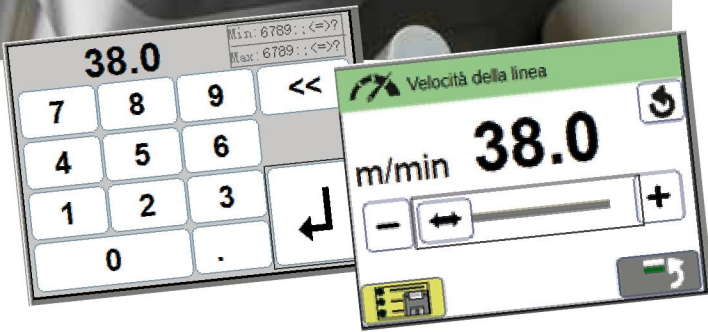 38.0
Min:6789:;<=>?
Max:6789:;<=>?
7 8 9 <<
4 5 6
1 2 3
0 .
Velocità della linea
m/min 38.0
- +